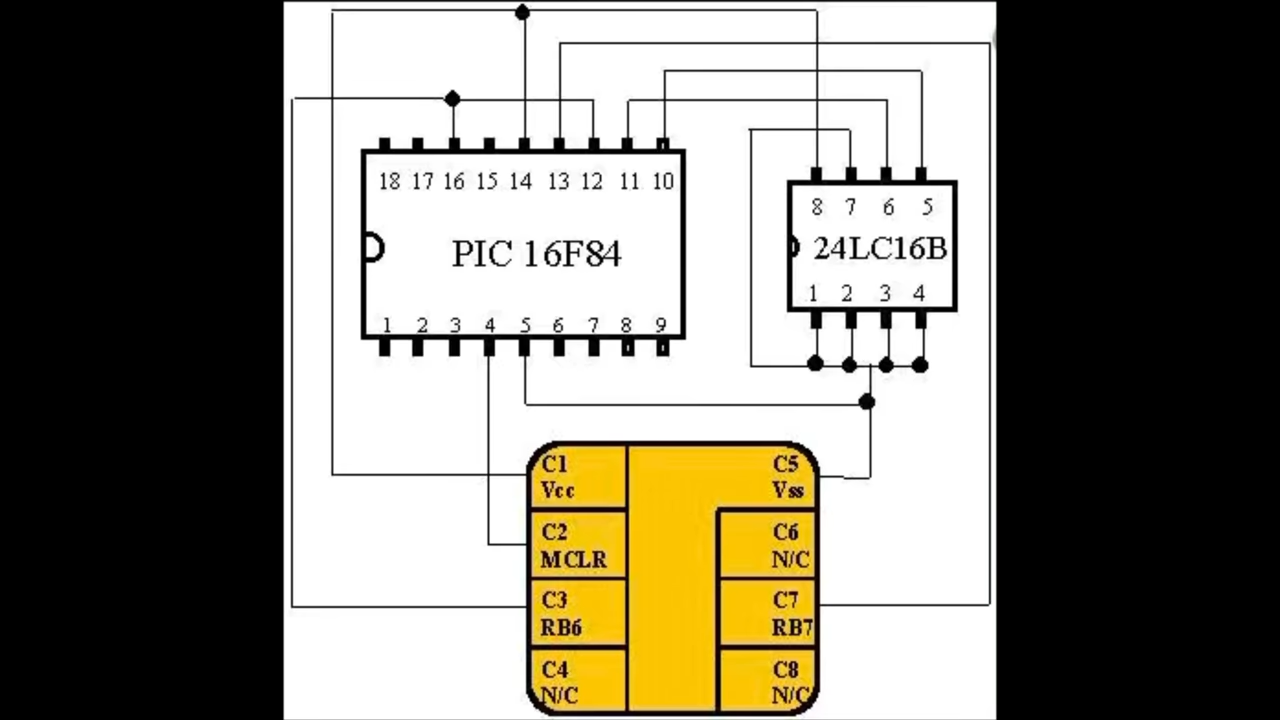 18 17 16 15 14 13 12 11 10
PIC 16F84
1 2 3 4 5 6 7 8 9
8 7 6 5
24LC16B
1 2 3 4
C1
Vcc
C2
MCLR
C3
RB6
C4
N/C
C5
Vss
C6
N/C
C7
RB7
C8
N/C